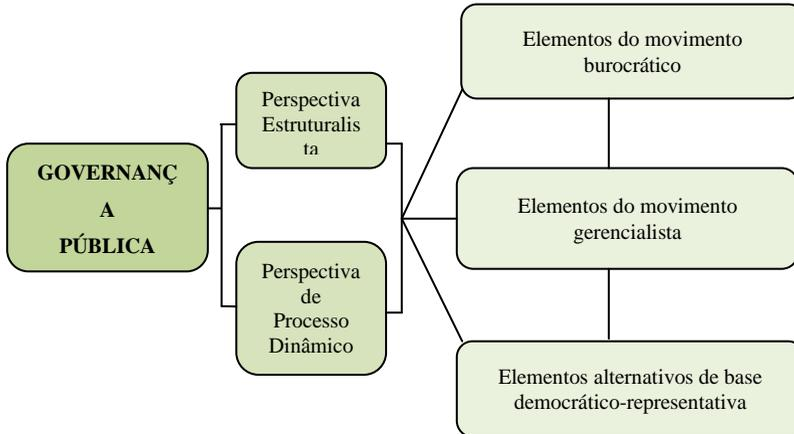 GOVERNANÇ
A
PÚBLICA
Perspectiva
Estruturalis
ta
Perspectiva
de
Processo
Dinâmico
Elementos do movimento
burocrático
Elementos do movimento
gerencialista
Elementos alternativos de base
democrático-representativa